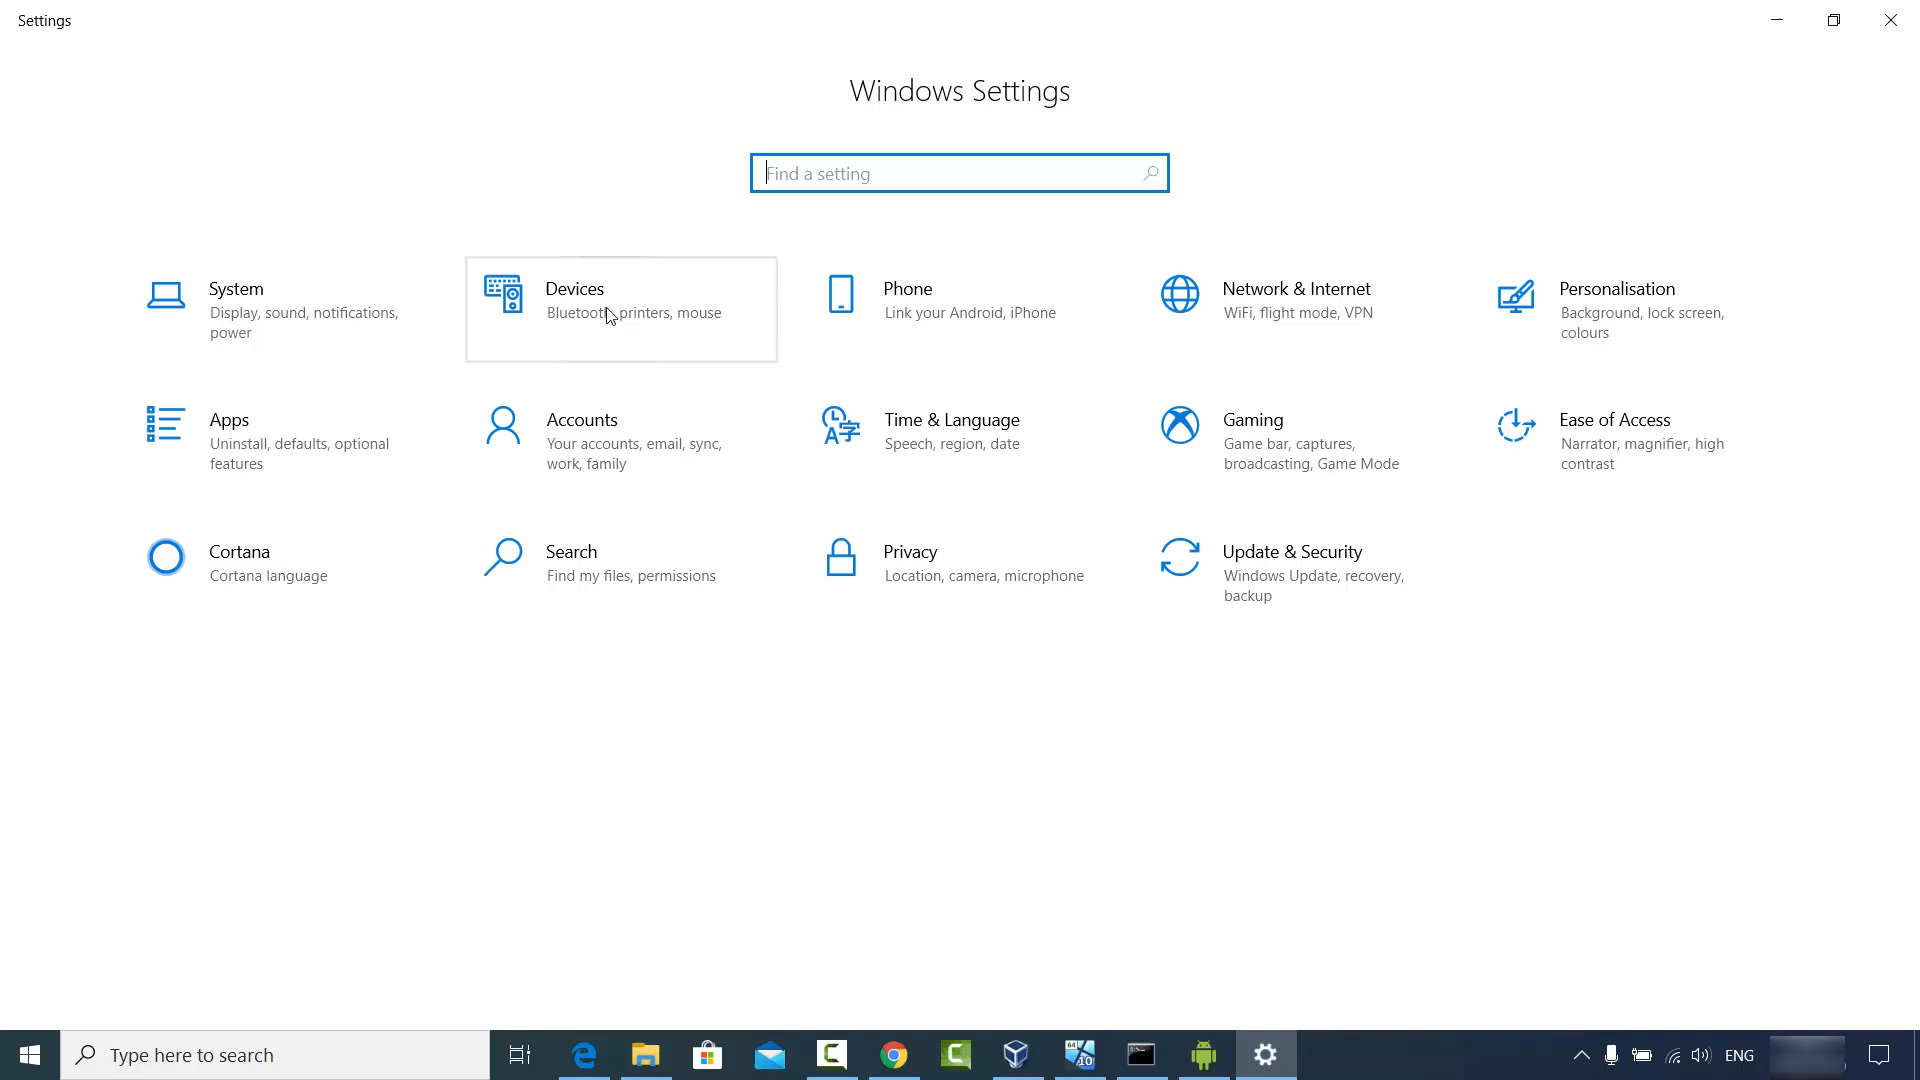 Settings
Windows Settings
Find a setting
System
Display, sound, notifications,
power
Devices
Bluetooth, printers, mouse
Phone
Link your Android, iPhone
Network & Internet
WiFi, flight mode, VPN
Personalisation
Background, lock screen,
colours
Apps
Uninstall, defaults, optional
features
Accounts
Your accounts, email, sync,
work, family
Time & Language
Speech, region, date
Gaming
Game bar, captures,
broadcasting, Game Mode
Ease of Access
Narrator, magnifier, high
contrast
Cortana
Cortana language
Search
Find my files, permissions
Privacy
Location, camera, microphone
Update & Security
Windows Update, recovery,
backup
Type here to search
64
10
ENG